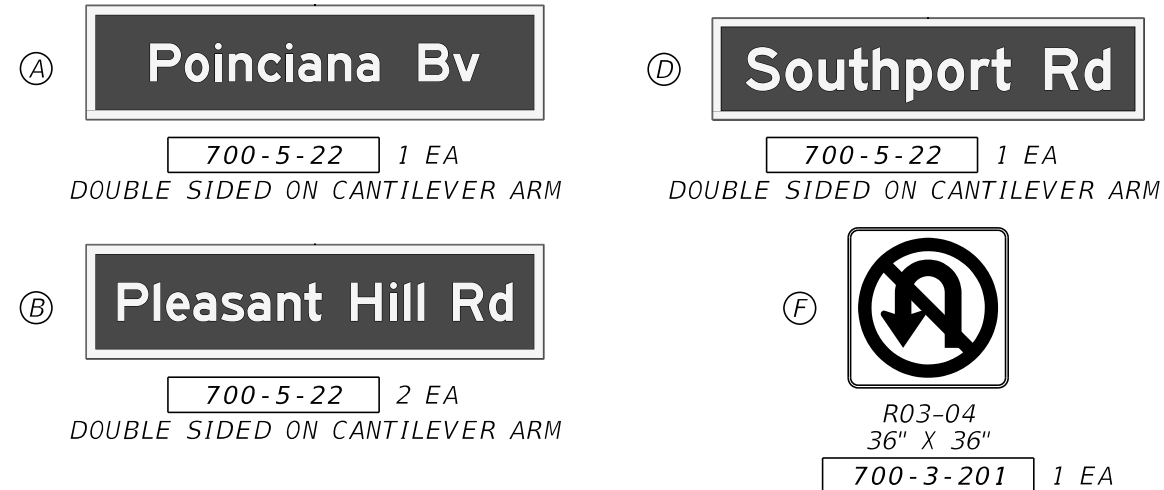 A
Poinciana Bv
700-5-22 1 EA
DOUBLE SIDED ON CANTILEVER ARM
B
Pleasant Hill Rd
700-5-22 2 EA
DOUBLE SIDED ON CANTILEVER ARM
D
Southport Rd
700-5-22 1 EA
DOUBLE SIDED ON CANTILEVER ARM
F
R03-04
36" X 36"
700-3-201 1 EA